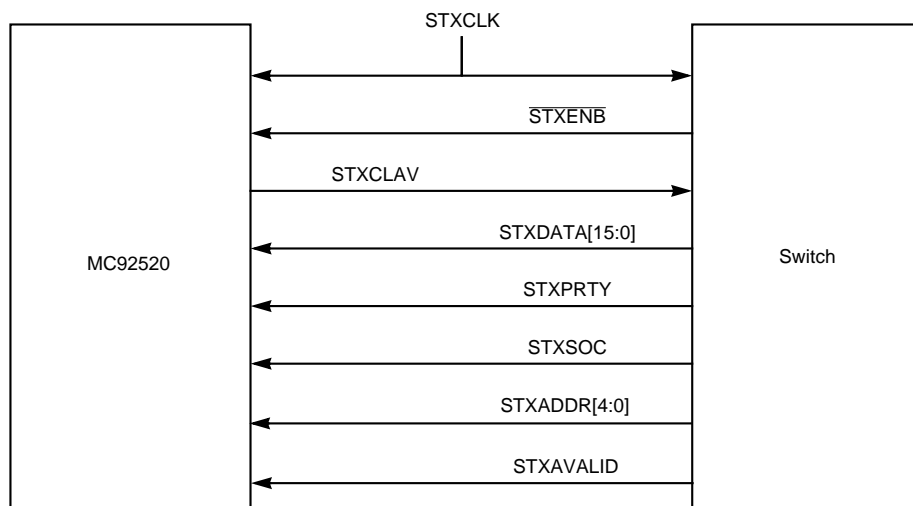 STXCLK
STXENB
STXCLAV
STXDATA[15:0]
MC92520
Switch
STXPRTY
STXSOC
STXADDR[4:0]
STXAVALID